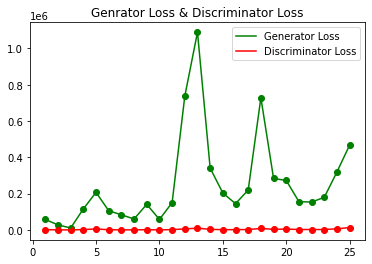 Genrator Loss & Discriminator Loss
1e6
Generator Loss
Discriminator Loss
1.0
0.8
0.6
0.4
0.2
0.0
0 5 10 15 20 25